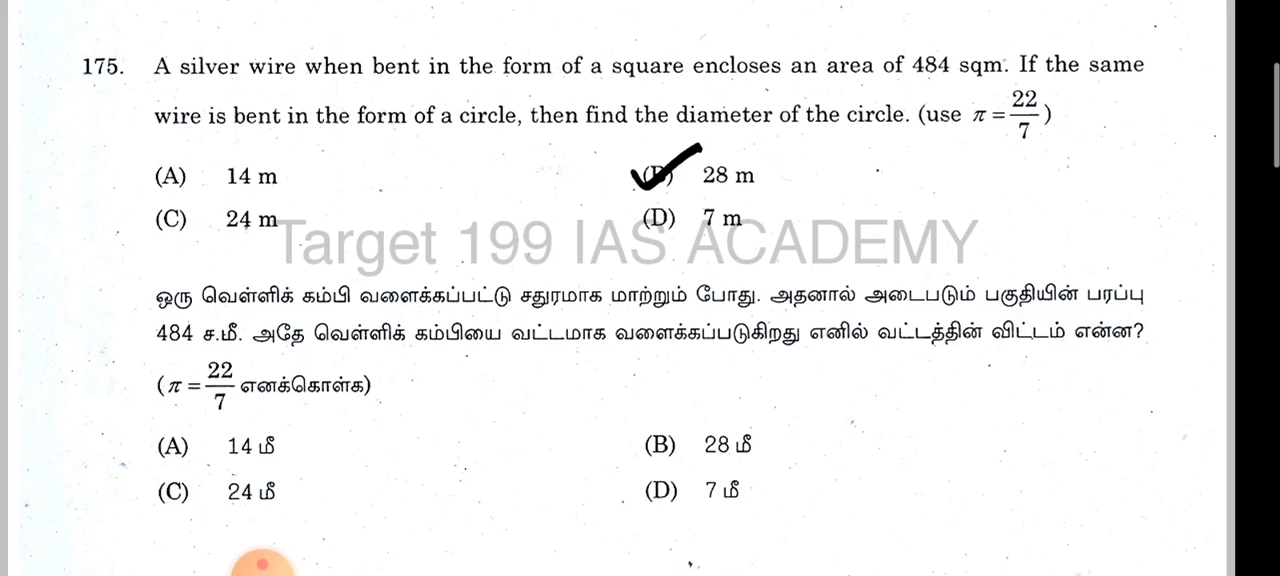 175. A silver wire when bent in the form of a square encloses an area of 484 sqm. If the same
wire is bent in the form of a circle, then find the diameter of the circle. (use π = 22/7)
(A) 14 m (B) 28 m
(C) 24 m (D) 7 m
Target 199 IAS ACADEMY
ஒரு வெள்ளிக் கம்பி வளைக்கப்பட்டு சதுரமாக மாற்றும் போது. அதனால் அடைபடும் பகுதியின் பரப்பு
484 ச.மீ. அதே வெள்ளிக் கம்பியை வட்டமாக வளைக்கப்படுகிறது எனில் வட்டத்தின் விட்டம் என்ன?
(π = 22/7 எனக்கொள்க)
(A) 14 மீ (B) 28 மீ
(C) 24 மீ (D) 7 மீ